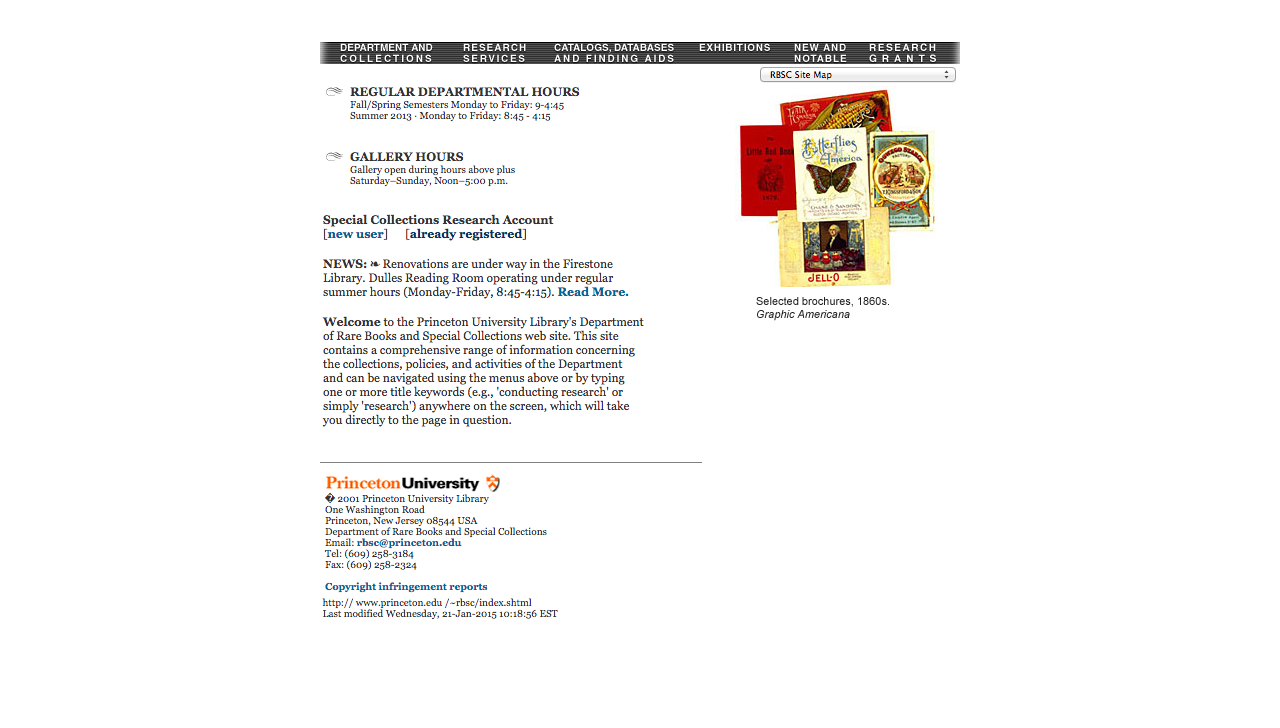 DEPARTMENT AND COLLECTIONS
RESEARCH SERVICES
CATALOGS, DATABASES AND FINDING AIDS
EXHIBITIONS
NEW AND NOTABLE
RESEARCH GRANTS
RBSC Site Map
REGULAR DEPARTMENTAL HOURS
Fall/Spring Semesters Monday to Friday: 9-4:45
Summer 2013 · Monday to Friday: 8:45 - 4:15
GALLERY HOURS
Gallery open during hours above plus
Saturday–Sunday, Noon–5:00 p.m.
Special Collections Research Account
[new user] [already registered]
NEWS: ❧ Renovations are under way in the Firestone
Library. Dulles Reading Room operating under regular
summer hours (Monday-Friday, 8:45-4:15). Read More.
Welcome to the Princeton University Library's Department
of Rare Books and Special Collections web site. This site
contains a comprehensive range of information concerning
the collections, policies, and activities of the Department
and can be navigated using the menus above or by typing
one or more title keywords (e.g., 'conducting research' or
simply 'research') anywhere on the screen, which will take
you directly to the page in question.
Little Red Book
Butterflies
America
JELL-O
Selected brochures, 1860s.
Graphic Americana
Princeton University
� 2001 Princeton University Library
One Washington Road
Princeton, New Jersey 08544 USA
Department of Rare Books and Special Collections
Email: rbsc@princeton.edu
Tel: (609) 258-3184
Fax: (609) 258-2324
Copyright infringement reports
http:// www.princeton.edu /~rbsc/index.shtml
Last modified Wednesday, 21-Jan-2015 10:18:56 EST